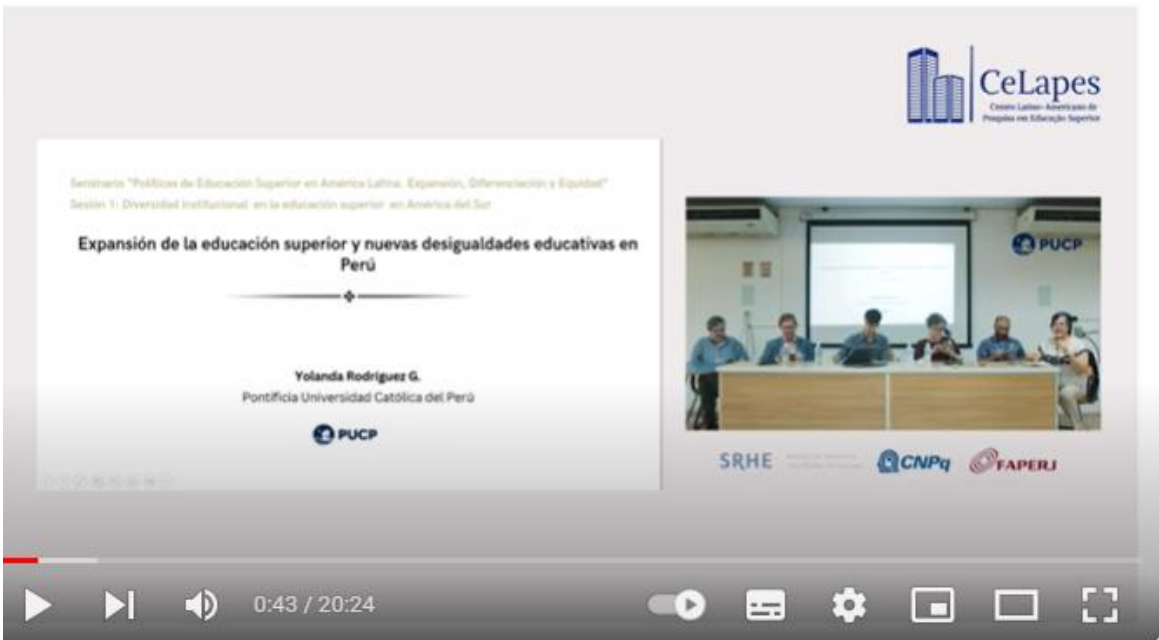 CeLapes
Centro Latino-Americano de
Pesquisa em Educação Superior
Seminario "Políticas de Educación Superior en América Latina: Expansión, Diferenciación y Equidad"
Sesión 1: Diversidad institucional en la educación superior en América del Sur
Expansión de la educación superior y nuevas desigualdades educativas en
Perú
Yolanda Rodríguez G.
Pontificia Universidad Católica del Perú
PUCP
PUCP
SRHE
CNPq
FAPERJ
0:43 / 20:24